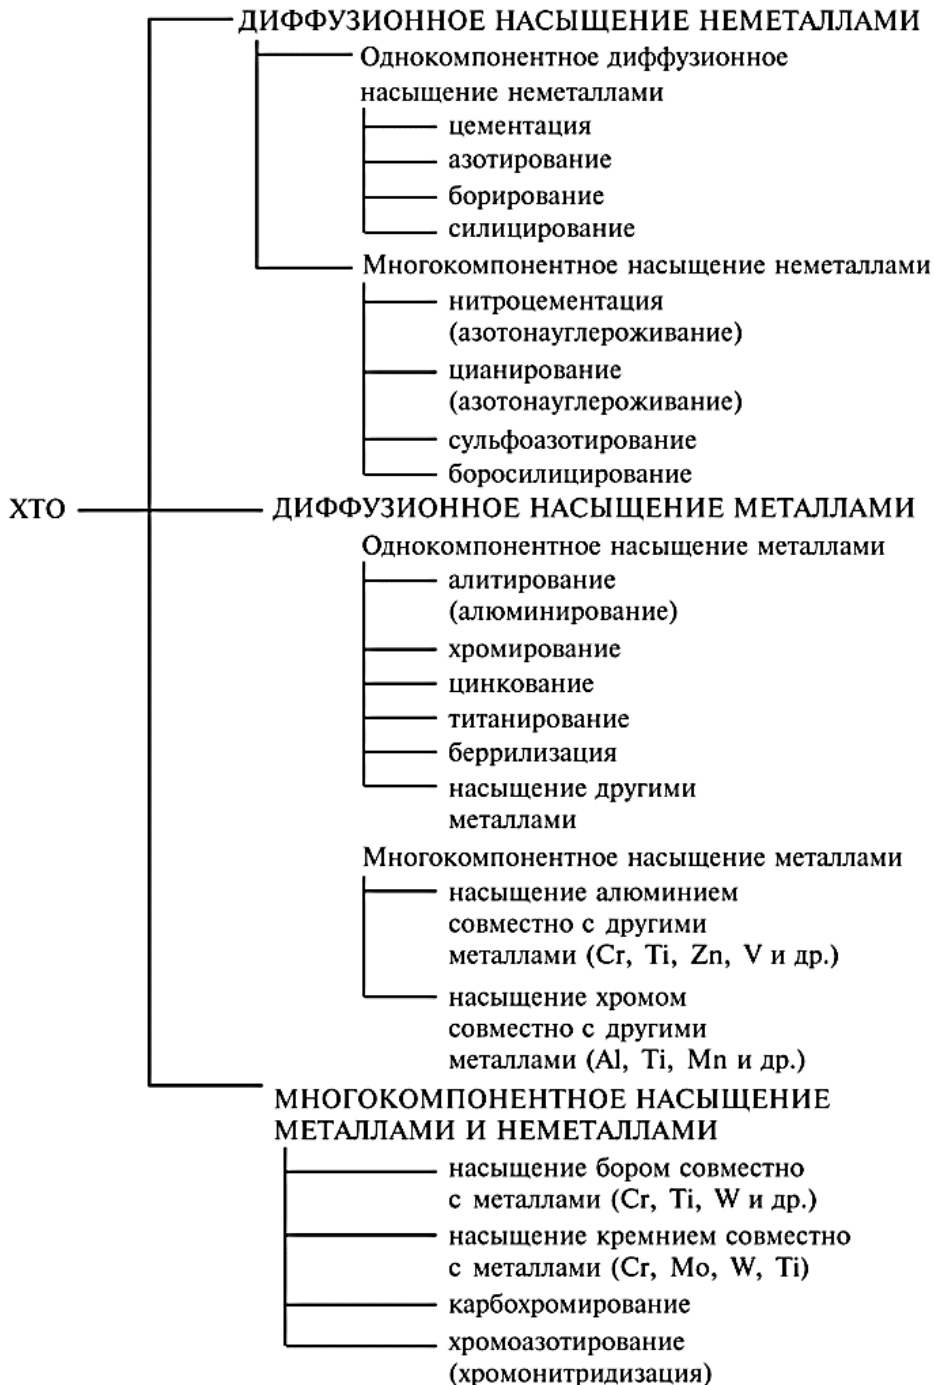 ДИФФУЗИОННОЕ НАСЫЩЕНИЕ НЕМЕТАЛЛАМИ
Однокомпонентное диффузионное
насыщение неметаллами
цементация
азотирование
борирование
силицирование
Многокомпонентное насыщение неметаллами
нитроцементация
(азотонауглероживание)
цианирование
(азотонауглероживание)
сульфоазотирование
боросилицирование
ХТО
ДИФФУЗИОННОЕ НАСЫЩЕНИЕ МЕТАЛЛАМИ
Однокомпонентное насыщение металлами
алитирование
(алюминирование)
хромирование
цинкование
титанирование
беррилизация
насыщение другими
металлами
Многокомпонентное насыщение металлами
насыщение алюминием
совместно с другими
металлами (Cr, Ti, Zn, V и др.)
насыщение хромом
совместно с другими
металлами (Al, Ti, Mn и др.)
МНОГОКОМПОНЕНТНОЕ НАСЫЩЕНИЕ
МЕТАЛЛАМИ И НЕМЕТАЛЛАМИ
насыщение бором совместно
с металлами (Cr, Ti, W и др.)
насыщение кремнием совместно
с металлами (Cr, Mo, W, Ti)
карбохромирование
хромоазотирование
(хромонитридизация)